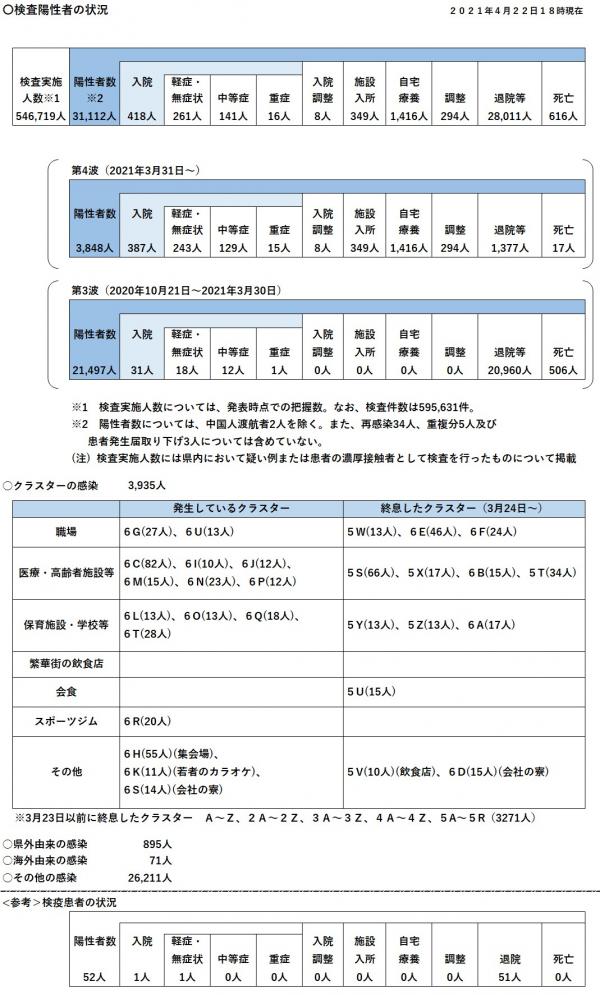 〇検査陽性者の状況
2021年4月22日18時現在
検査実施人数※1 陽性者数※2 入院 軽症・無症状 中等症 重症 入院調整 施設入所 自宅療養 調整 退院等 死亡
546,719人 31,112人 418人 261人 141人 16人 8人 349人 1,416人 294人 28,011人 616人
第4波（2021年3月31日～）
陽性者数 入院 軽症・無症状 中等症 重症 入院調整 施設入所 自宅療養 調整 退院等 死亡
3,848人 387人 243人 129人 15人 8人 349人 1,416人 294人 1,377人 17人
第3波（2020年10月21日～2021年3月30日）
陽性者数 入院 軽症・無症状 中等症 重症 入院調整 施設入所 自宅療養 調整 退院等 死亡
21,497人 31人 18人 12人 1人 0人 0人 0人 0人 20,960人 506人
※1　検査実施人数については、発表時点での把握数。なお、検査件数は595,631件。
※2　陽性者数については、中国人渡航者2人を除く。また、再感染34人、重複分5人及び
患者発生届取り下げ3人については含めていない。
（注）検査実施人数には県内において疑い例または患者の濃厚接触者として検査を行ったものについて掲載
〇クラスターの感染　3,935人
発生しているクラスター 終息したクラスター（3月24日～）
職場 6G(27人)、6U(13人) 5W(13人)、6E(46人)、6F(24人)
医療・高齢者施設等 6C(82人)、6I(10人)、6J(12人)、 5S(66人)、5X(17人)、6B(15人)、5T(34人)
6M(15人)、6N(23人)、6P(12人)
保育施設・学校等 6L(13人)、6O(13人)、6Q(18人)、 5Y(13人)、5Z(13人)、6A(17人)
6T(28人)
繁華街の飲食店
会食 5U(15人)
スポーツジム 6R(20人)
その他 6H(55人)(集会場)、 5V(10人)(飲食店)、6D(15人)(会社の寮)
6K(11人)(若者のカラオケ)、
6S(14人)(会社の寮)
※3月23日以前に終息したクラスター　A～Z、2A～2Z、3A～3Z、4A～4Z、5A～5R（3271人）
〇県外由来の感染 895人
〇海外由来の感染 71人
〇その他の感染 26,211人
<参考>検疫患者の状況
陽性者数 入院 軽症・無症状 中等症 重症 入院調整 施設入所 自宅療養 調整 退院 死亡
52人 1人 1人 0人 0人 0人 0人 0人 0人 51人 0人